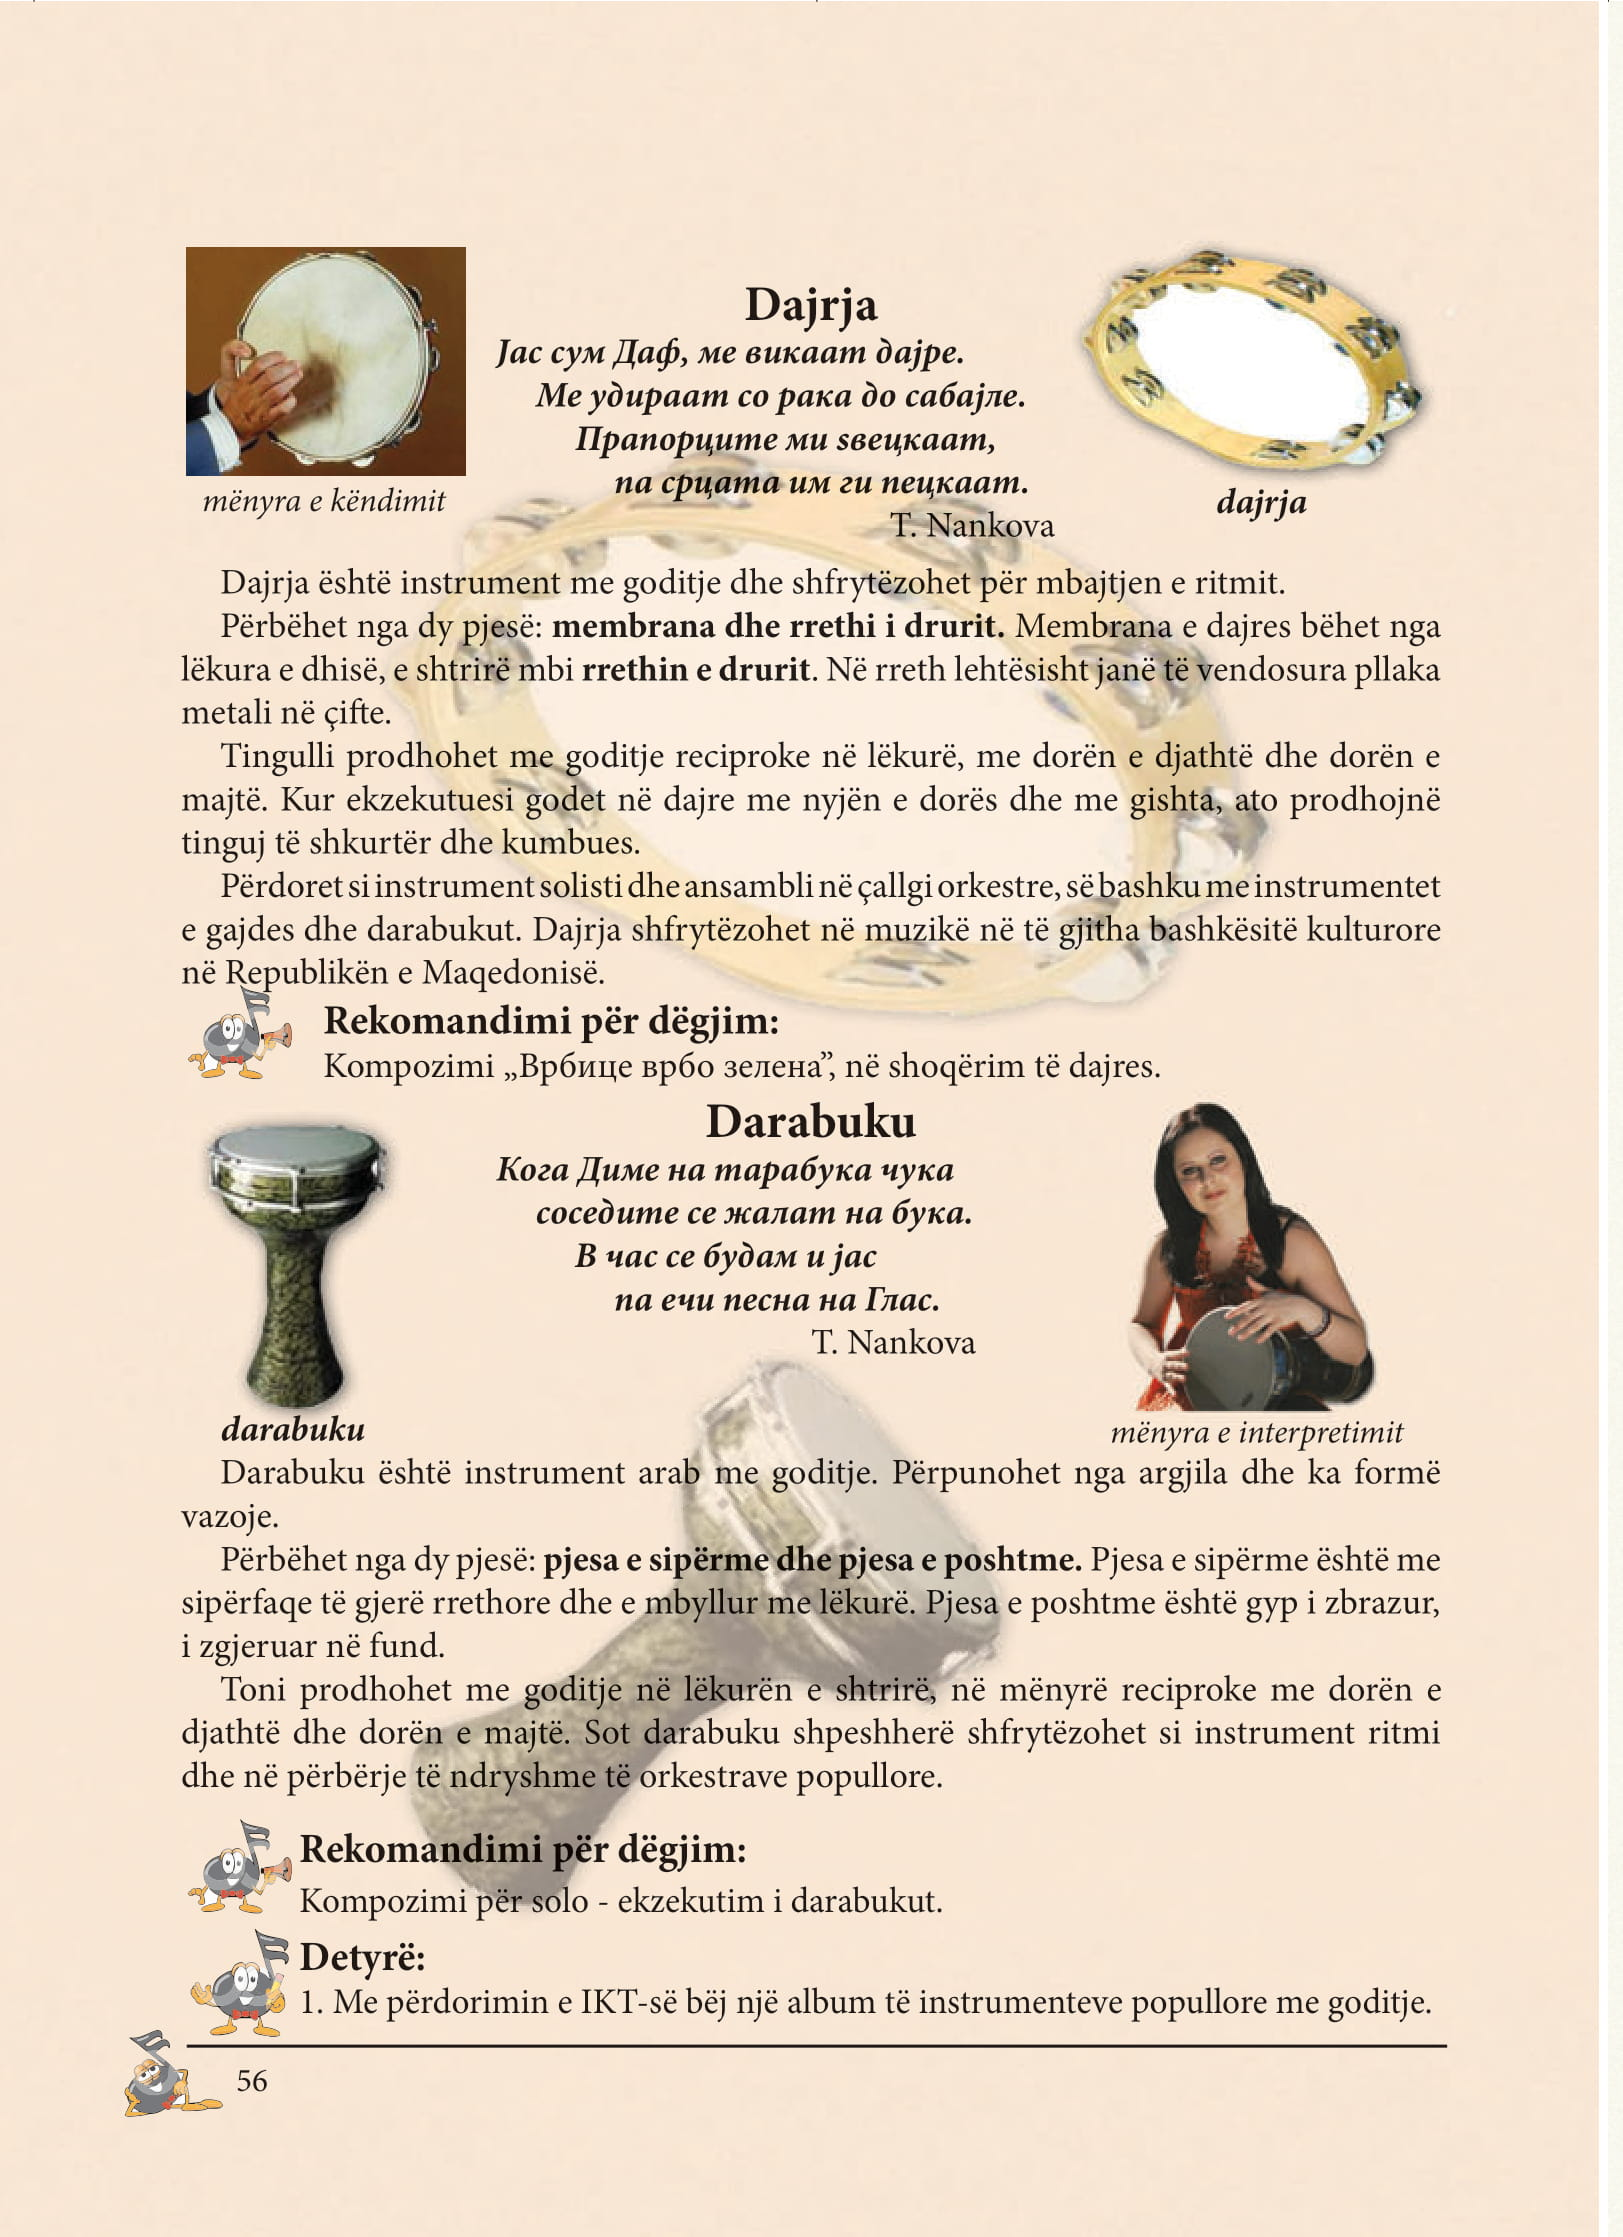 Dajrja
Јас сум Даф, ме викаат дајре.
Ме удираат со рака до сабајле.
Прапорците ми ѕвецкаат,
па срцата им ги пецкаат.
T. Nankova
mënyra e këndimit
dajrja
Dajrja është instrument me goditje dhe shfrytëzohet për mbajtjen e ritmit.
Përbëhet nga dy pjesë: membrana dhe rrethi i drurit. Membrana e dajres bëhet nga
lëkura e dhisë, e shtrirë mbi rrethin e drurit. Në rreth lehtësisht janë të vendosura pllaka
metali në çifte.
Tingulli prodhohet me goditje reciproke në lëkurë, me dorën e djathtë dhe dorën e
majtë. Kur ekzekutuesi godet në dajre me nyjën e dorës dhe me gishta, ato prodhojnë
tinguj të shkurtër dhe kumbues.
Përdoret si instrument solisti dhe ansambli në çallgi orkestre, së bashku me instrumentet
e gajdes dhe darabukut. Dajrja shfrytëzohet në muzikë në të gjitha bashkësitë kulturore
në Republikën e Maqedonisë.
Rekomandimi për dëgjim:
Kompozimi „Врбице врбо зелена”, në shoqërim të dajres.
Darabuku
Кога Диме на тарабука чука
соседите се жалат на бука.
В час се будам и јас
па ечи песна на Глас.
T. Nankova
darabuku
mënyra e interpretimit
Darabuku është instrument arab me goditje. Përpunohet nga argjila dhe ka formë
vazoje.
Përbëhet nga dy pjesë: pjesa e sipërme dhe pjesa e poshtme. Pjesa e sipërme është me
sipërfaqe të gjerë rrethore dhe e mbyllur me lëkurë. Pjesa e poshtme është gyp i zbrazur,
i zgjeruar në fund.
Toni prodhohet me goditje në lëkurën e shtrirë, në mënyrë reciproke me dorën e
djathtë dhe dorën e majtë. Sot darabuku shpeshherë shfrytëzohet si instrument ritmi
dhe në përbërje të ndryshme të orkestrave popullore.
Rekomandimi për dëgjim:
Kompozimi për solo - ekzekutim i darabukut.
Detyrë:
1. Me përdorimin e IKT-së bëj një album të instrumenteve popullore me goditje.
56